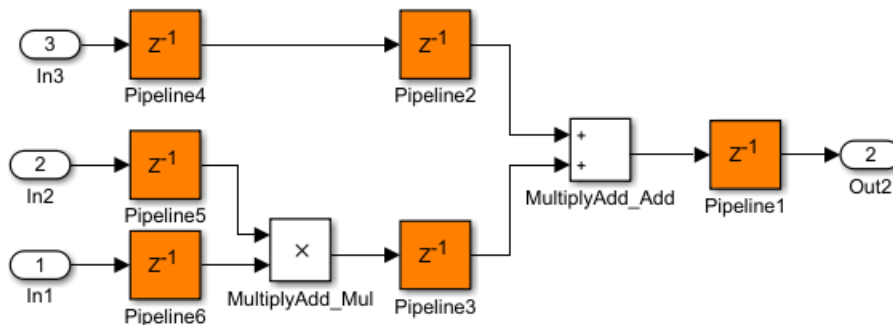 3
In3
z-1
Pipeline4
z-1
Pipeline2
2
In2
z-1
Pipeline5
+
+
MultiplyAdd_Add
z-1
Pipeline1
2
Out2
1
In1
z-1
Pipeline6
×
MultiplyAdd_Mul
z-1
Pipeline3